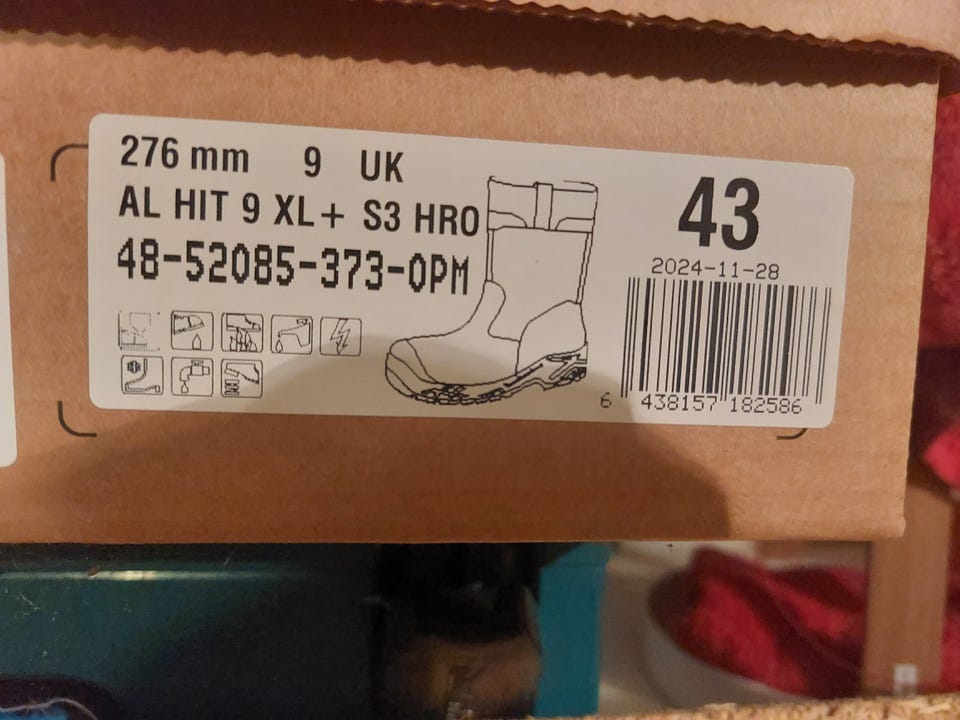 276 mm 9 UK
AL HIT 9 XL+ S3 HRO
48-52085-373-0PM
43
2024-11-28
6 438157 182586